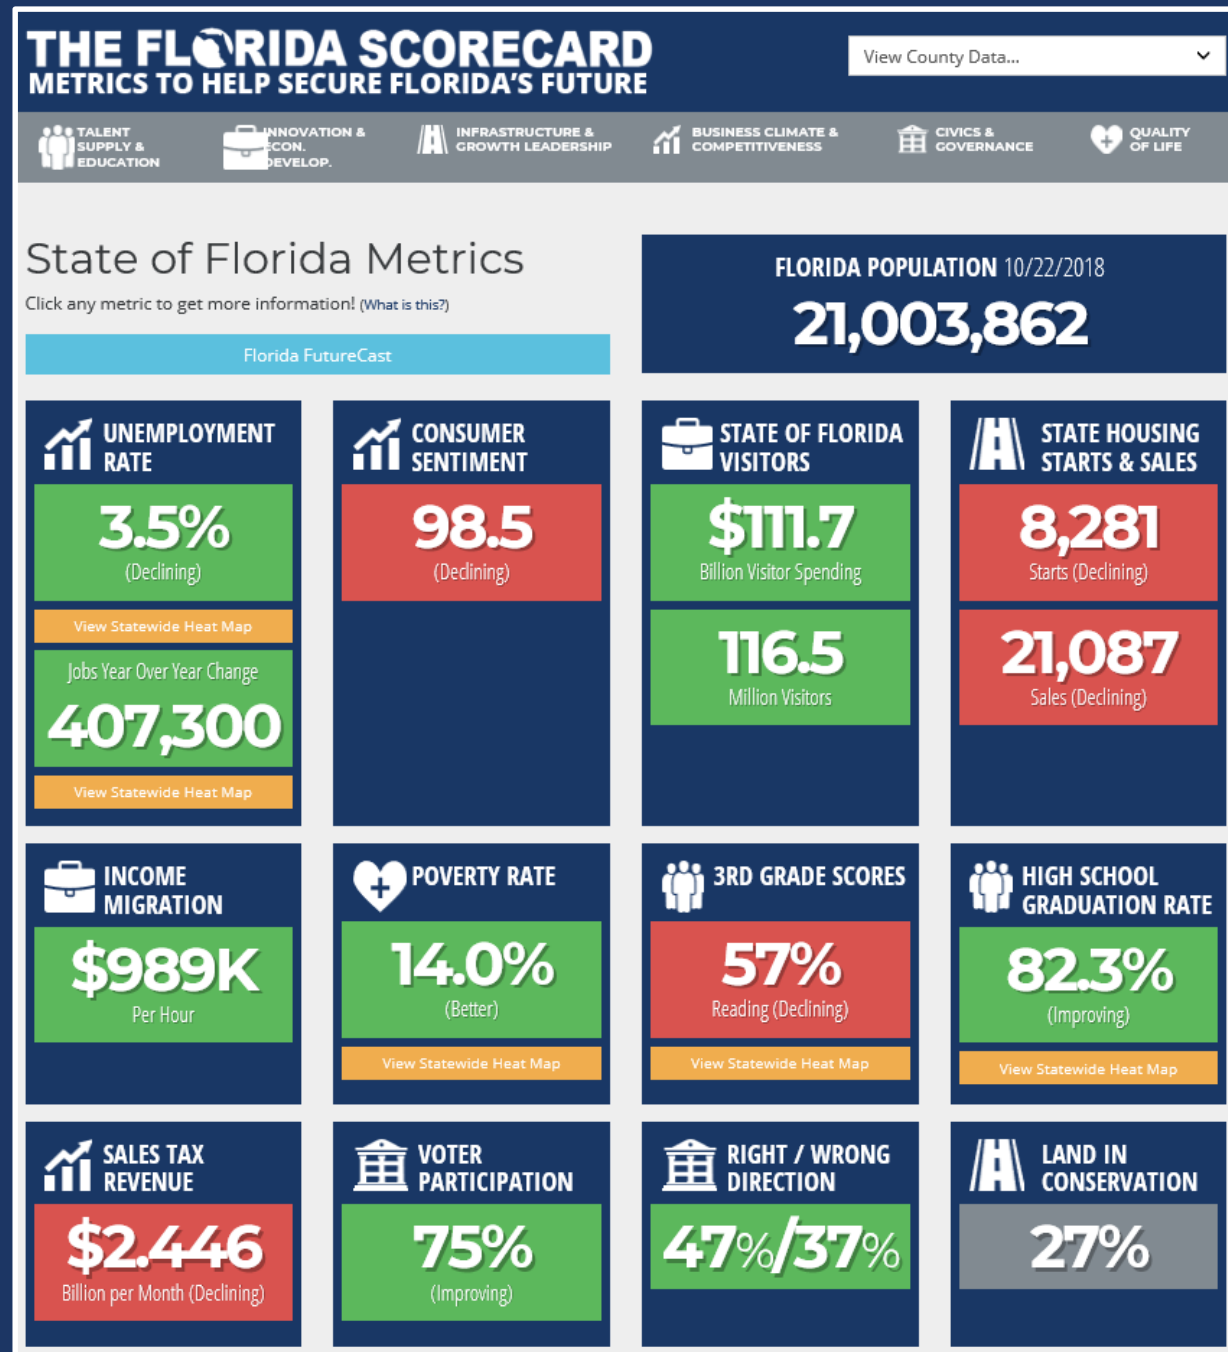 THE FLORIDA SCORECARD
METRICS TO HELP SECURE FLORIDA'S FUTURE
View County Data...
TALENT
SUPPLY &
EDUCATION
INNOVATION &
ECON.
DEVELOP.
INFRASTRUCTURE &
GROWTH LEADERSHIP
BUSINESS CLIMATE &
COMPETITIVENESS
CIVICS &
GOVERNANCE
QUALITY
OF LIFE
State of Florida Metrics
Click any metric to get more information! (What is this?)
Florida FutureCast
FLORIDA POPULATION 10/22/2018
21,003,862
UNEMPLOYMENT
RATE
3.5%
(Declining)
View Statewide Heat Map
Jobs Year Over Year Change
407,300
View Statewide Heat Map
CONSUMER
SENTIMENT
98.5
(Declining)
STATE OF FLORIDA
VISITORS
$111.7
Billion Visitor Spending
116.5
Million Visitors
STATE HOUSING
STARTS & SALES
8,281
Starts (Declining)
21,087
Sales (Declining)
INCOME
MIGRATION
$989K
Per Hour
POVERTY RATE
14.0%
(Better)
View Statewide Heat Map
3RD GRADE SCORES
57%
Reading (Declining)
View Statewide Heat Map
HIGH SCHOOL
GRADUATION RATE
82.3%
(Improving)
View Statewide Heat Map
SALES TAX
REVENUE
$2.446
Billion per Month (Declining)
VOTER
PARTICIPATION
75%
(Improving)
RIGHT / WRONG
DIRECTION
47%/37%
LAND IN
CONSERVATION
27%